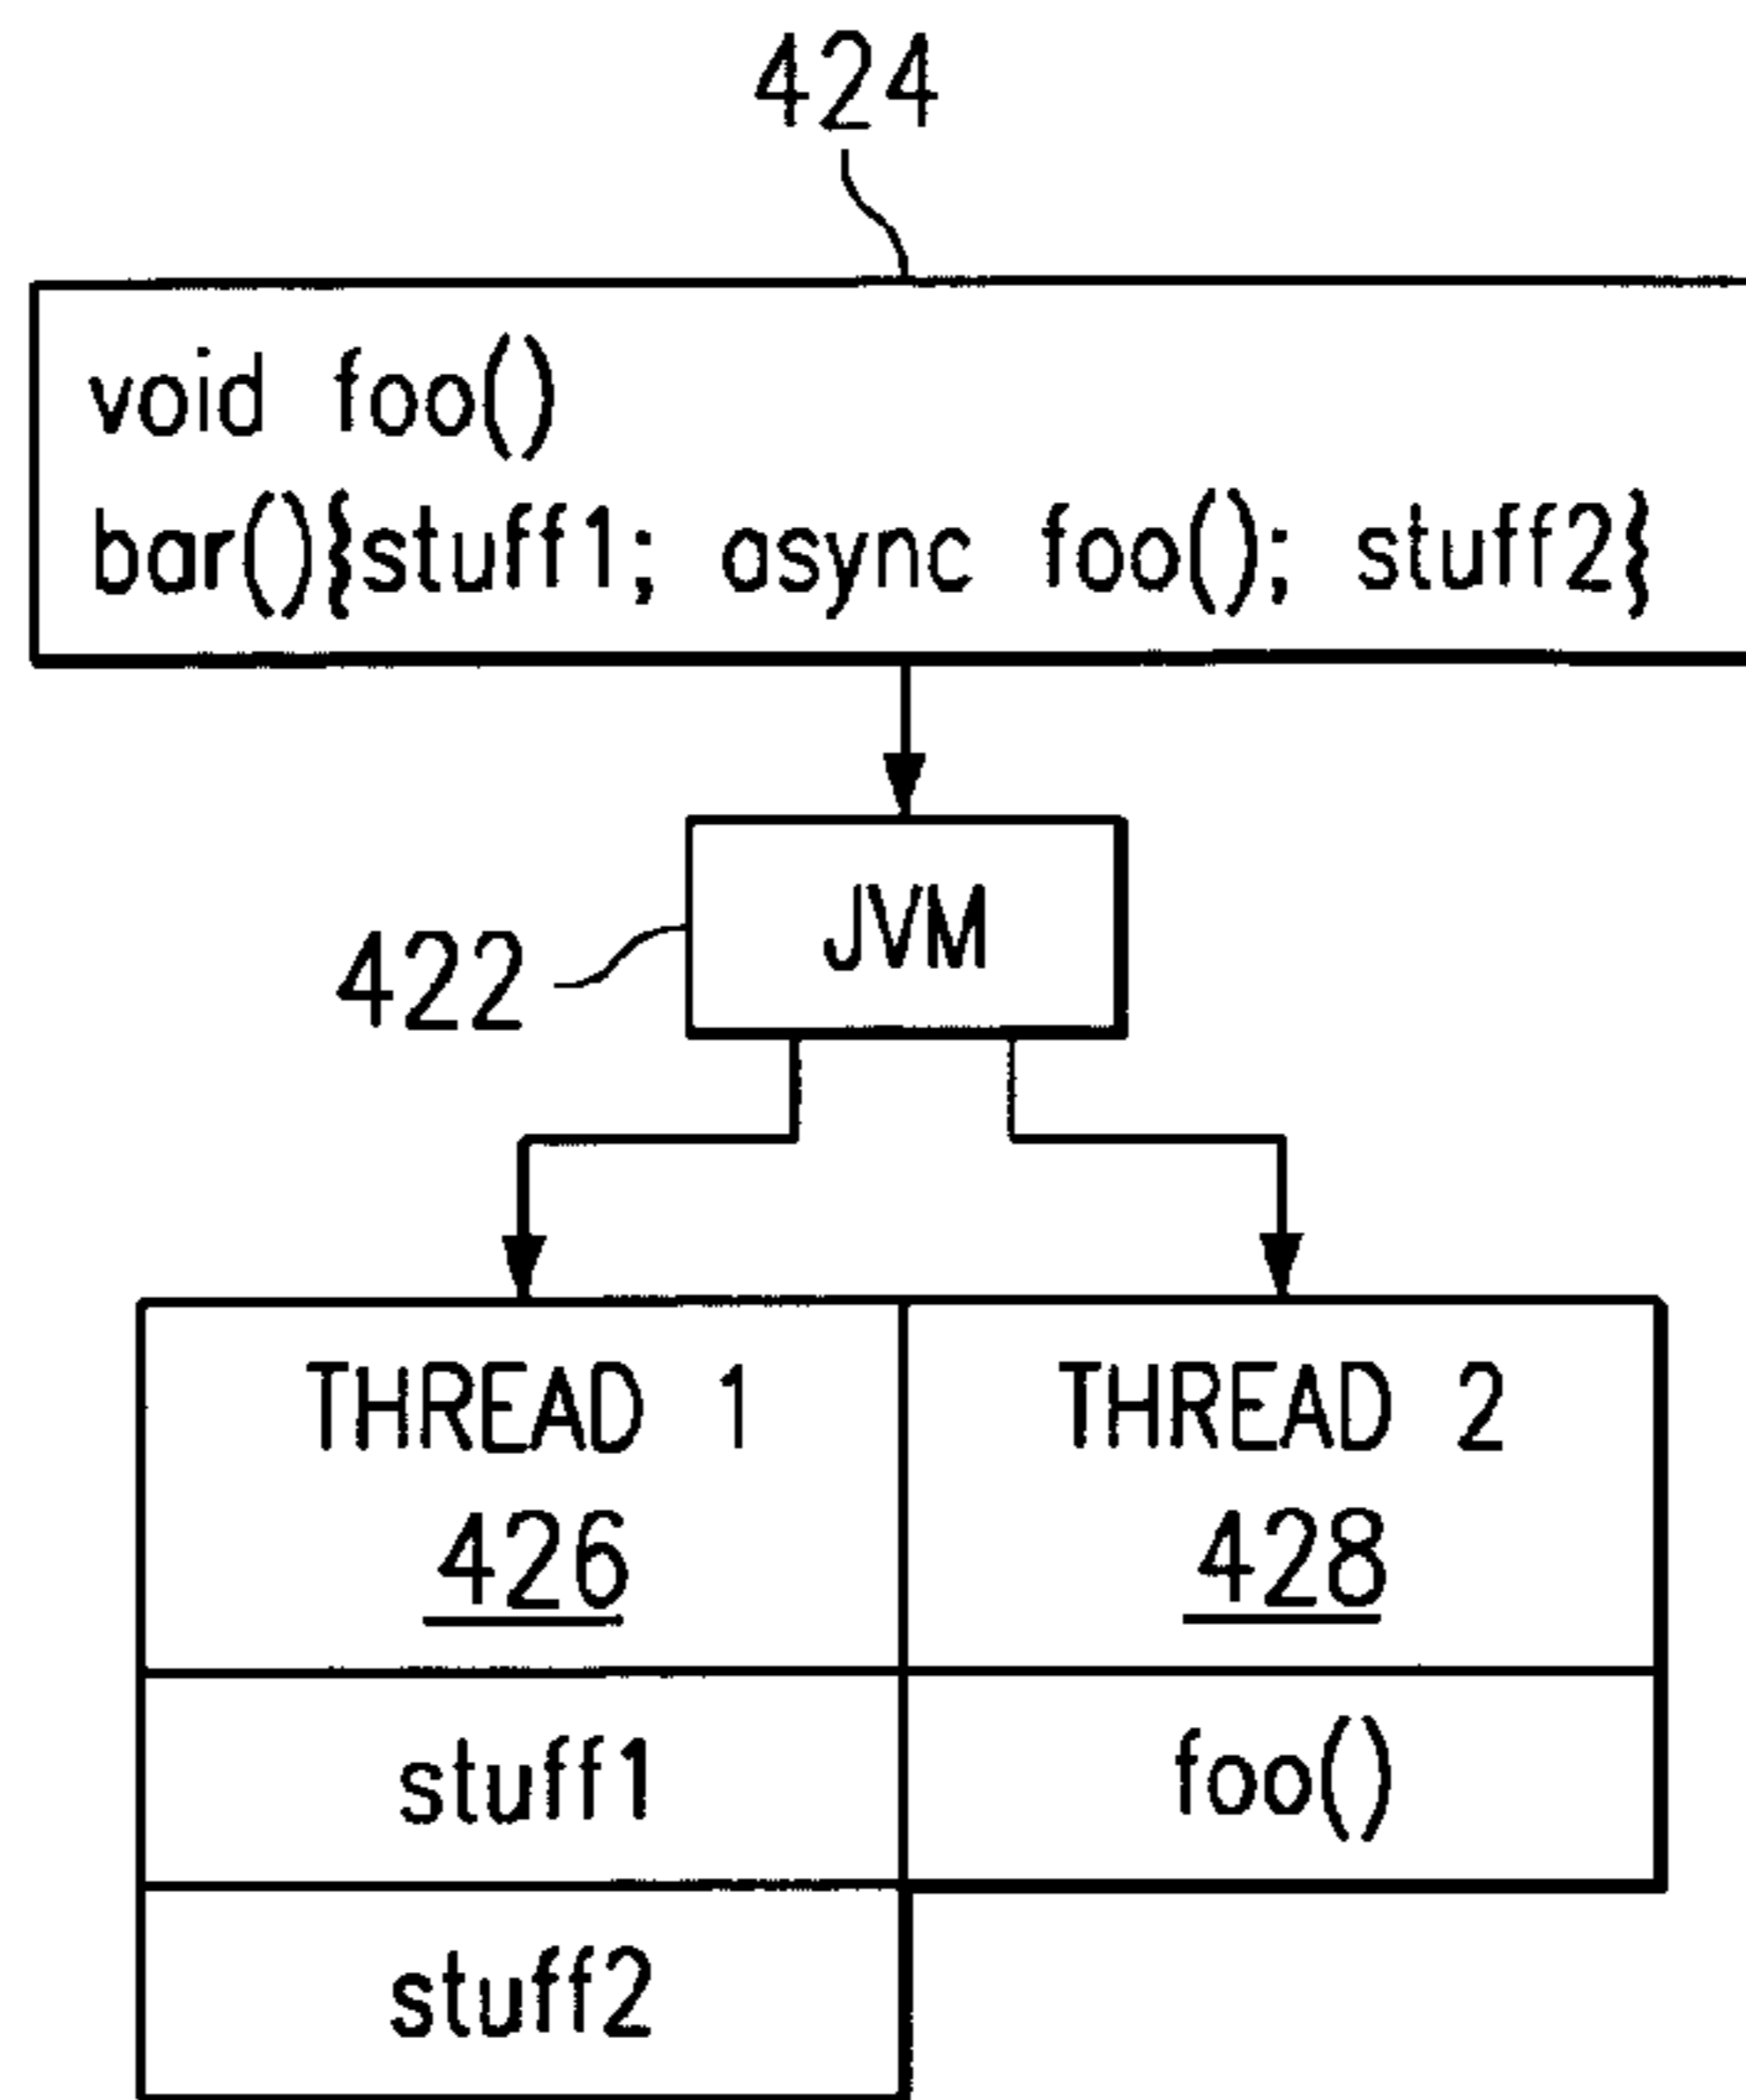 424
void foo()
bar(){stuff1; async foo(); stuff2}
JVM
422
THREAD 1
426
THREAD 2
428
stuff1
foo()
stuff2